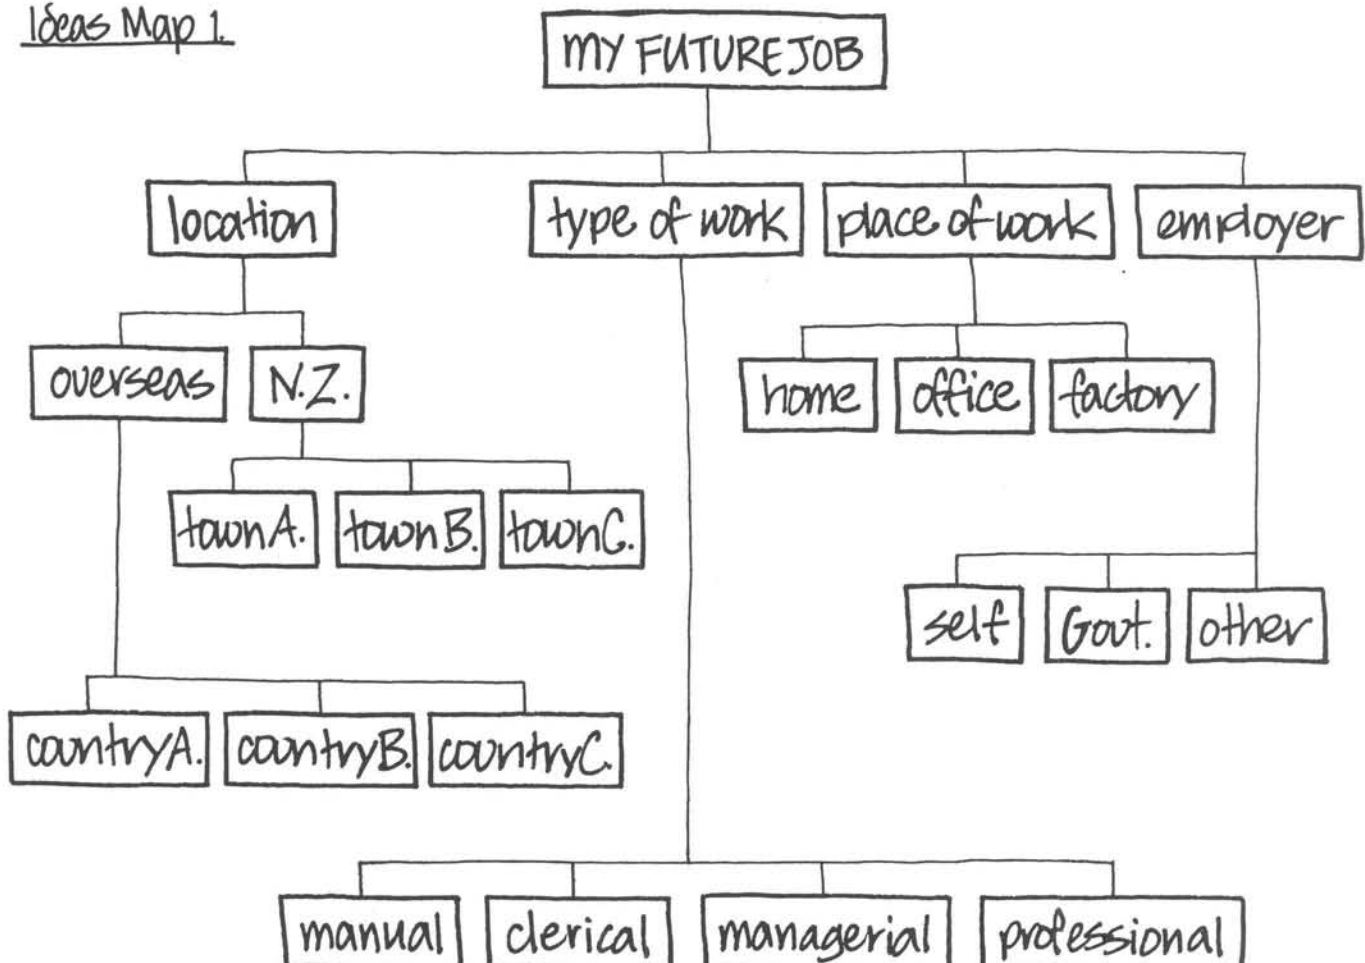 Ideas Map 1.
MY FUTURE JOB
location
type of work
place of work
employer
overseas
N.Z.
home
office
factory
town A.
town B.
town C.
self
Govt.
other
country A.
country B.
country C.
manual
clerical
managerial
professional